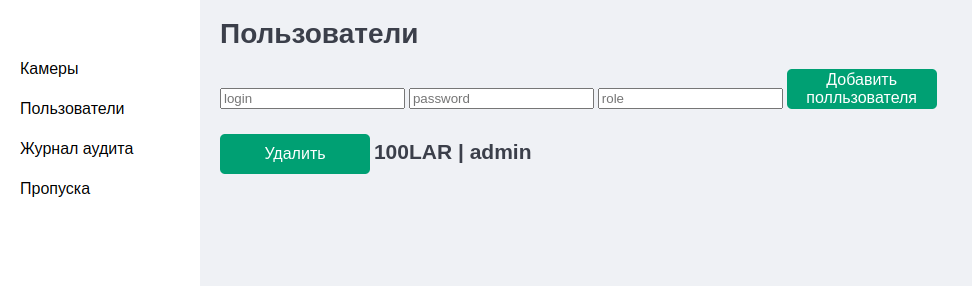 Пользователи
Камеры
Пользователи
Журнал аудита
Пропуска
login password role
Добавить
полльзователя
Удалить 100LAR | admin